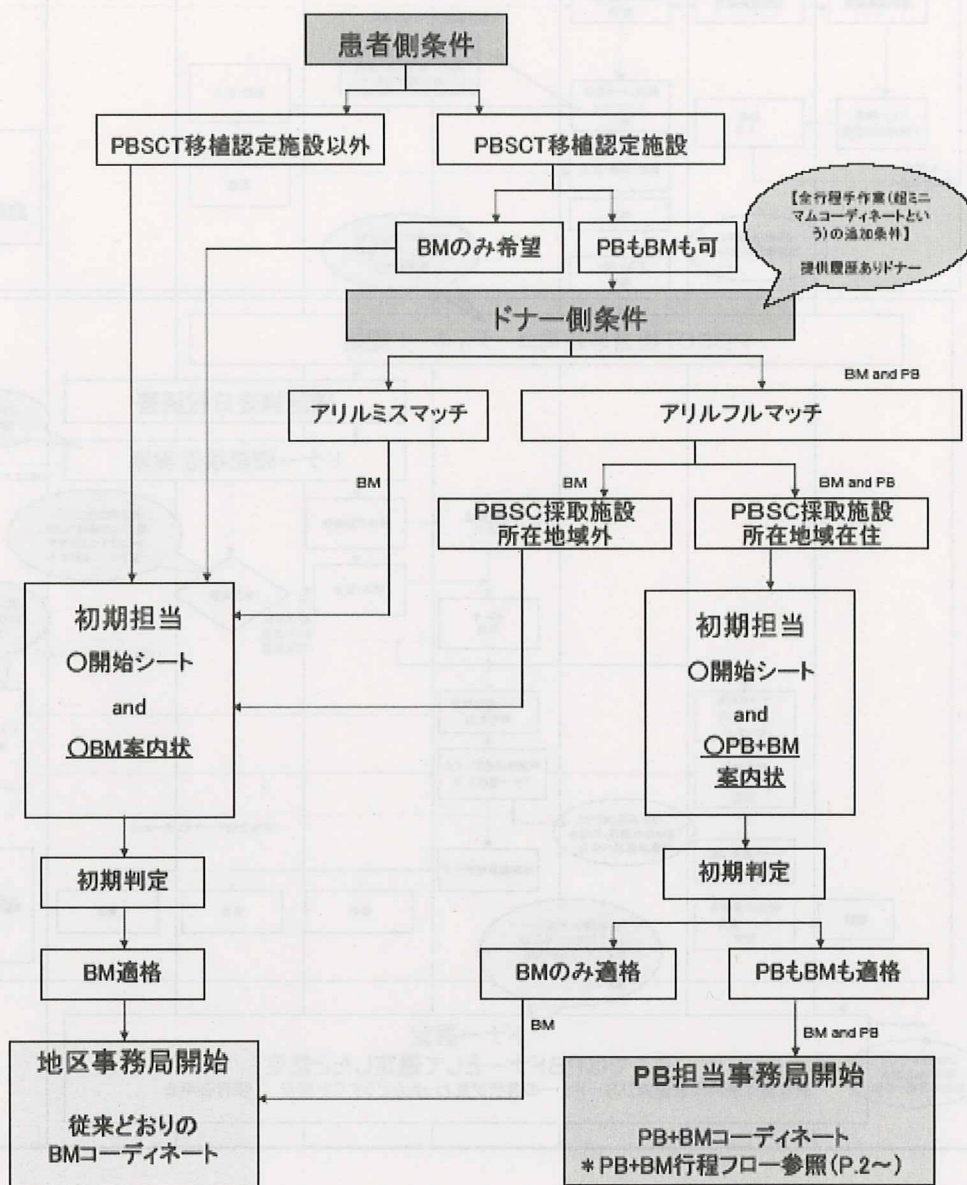 患者側条件
PBSCT移植認定施設以外
PBSCT移植認定施設
【全行程手作業(超ミニ
マムコーディネートとい
う)の追加条件】
提供履歴ありドナー
BMのみ希望
PBもBMも可
ドナー側条件
BM and PB
アリルミスマッチ
アリルフルマッチ
BM
BM
BM and PB
PBSC採取施設
所在地域外
PBSC採取施設
所在地域在住
初期担当
〇開始シート
and
〇BM案内状
初期担当
〇開始シート
and
〇PB+BM
案内状
初期判定
初期判定
BM適格
BMのみ適格
PBもBMも適格
BM
BM and PB
地区事務局開始
従来どおりの
BMコーディネート
PB担当事務局開始
PB+BMコーディネート
*PB+BM行程フロー参照(P.2~)